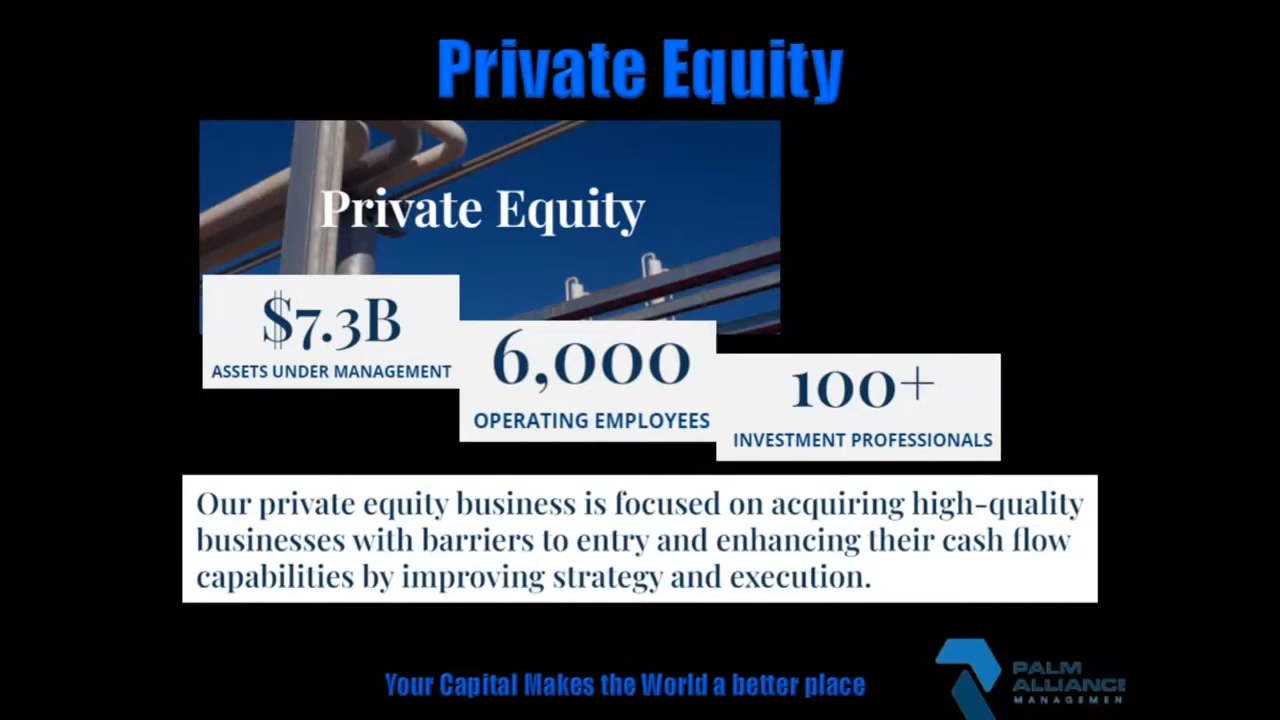 Private Equity
Private Equity
$7.3B
ASSETS UNDER MANAGEMENT
6,000
OPERATING EMPLOYEES
100+
INVESTMENT PROFESSIONALS
Our private equity business is focused on acquiring high-quality
businesses with barriers to entry and enhancing their cash flow
capabilities by improving strategy and execution.
Your Capital Makes the World a better place
PALM
ALLIANCE
MANAGEMEN